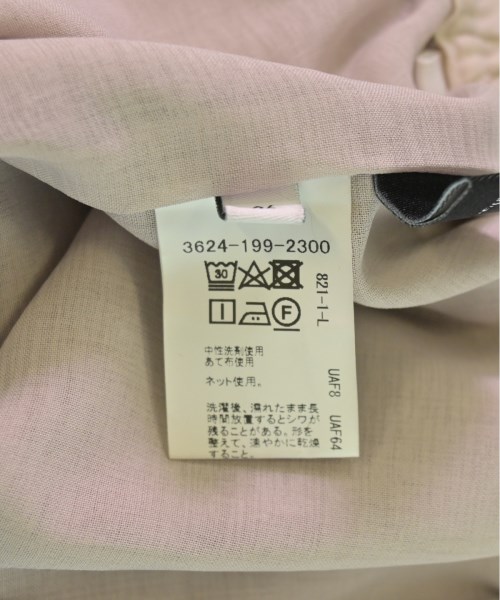 3624-199-2300
30
F
中性洗剤使用
あて布使用
ネット使用。
洗濯後、濡れたまま長
時間放置するとシワが
残ることがある。形を
整えて、速やかに乾燥
すること。
821-1-L
UAF8 UAF64